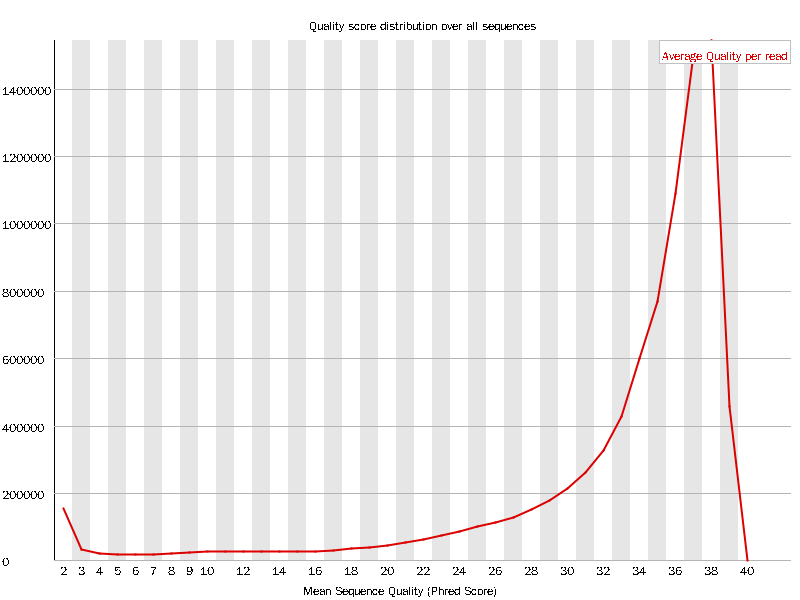 Quality score distribution over all sequences
Average Quality per read
1400000
1200000
1000000
800000
600000
400000
200000
0
2 3 4 5 6 7 8 9 10 12 14 16 18 20 22 24 26 28 30 32 34 36 38 40
Mean Sequence Quality (Phred Score)